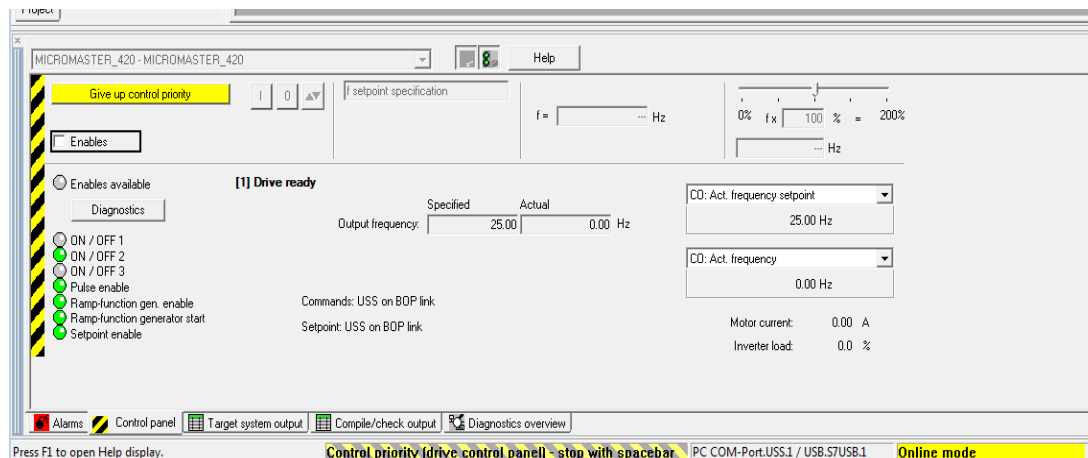 Project
MICROMASTER_420 - MICROMASTER_420
Help
Give up control priority
I 0
f setpoint specification
f = --- Hz
0% f x 100 % = 200%
--- Hz
Enables
Enables available
[1] Drive ready
Diagnostics
Specified Actual
Output frequency: 25.00 0.00 Hz
CO: Act. frequency setpoint
25.00 Hz
ON / OFF 1
ON / OFF 2
ON / OFF 3
Pulse enable
Ramp-function gen. enable
Ramp-function generator start
Setpoint enable
Commands: USS on BOP link
Setpoint: USS on BOP link
CO: Act. frequency
0.00 Hz
Motor current: 0.00 A
Inverter load: 0.0 %
Alarms Control panel Target system output Compile/check output Diagnostics overview
Press F1 to open Help display. Control priority (drive control panel) - stop with spacebar PC COM-Port.USS.1 / USB.S7USB.1 Online mode